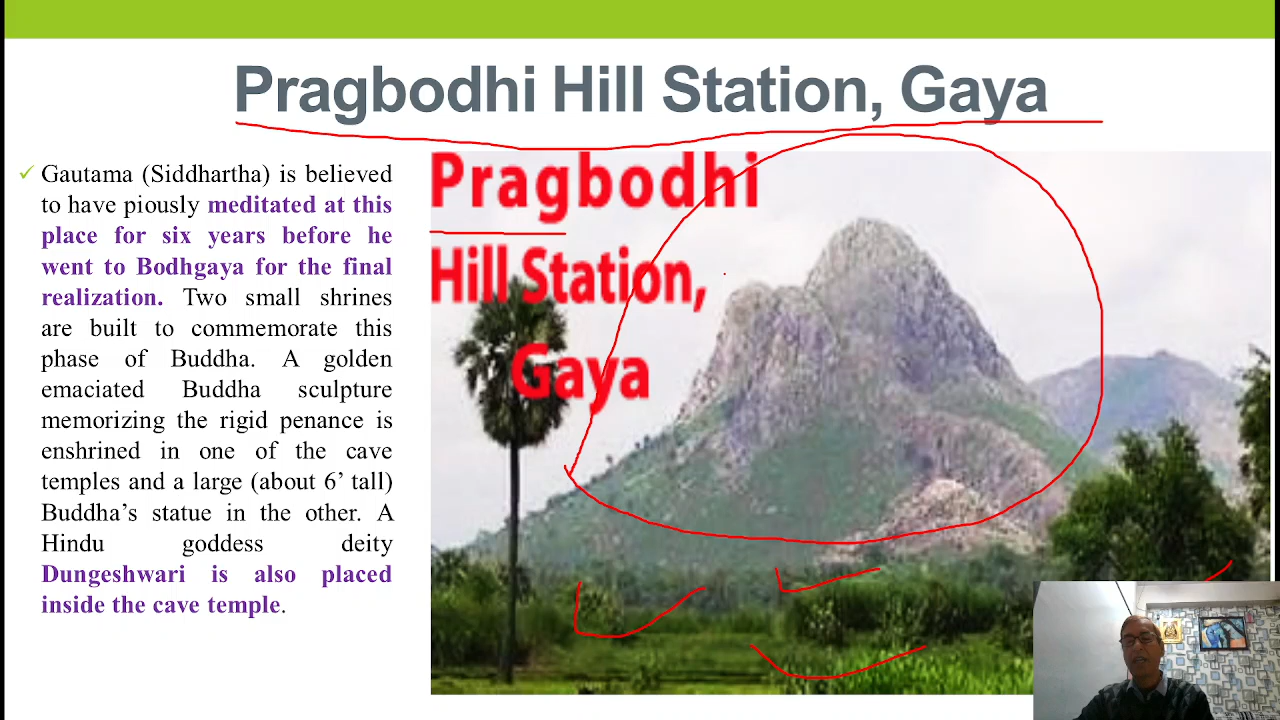 Pragbodhi Hill Station, Gaya
✓ Gautama (Siddhartha) is believed
to have piously meditated at this
place for six years before he
went to Bodhgaya for the final
realization. Two small shrines
are built to commemorate this
phase of Buddha. A golden
emaciated Buddha sculpture
memorizing the rigid penance is
enshrined in one of the cave
temples and a large (about 6’ tall)
Buddha’s statue in the other. A
Hindu goddess deity
Dungeshwari is also placed
inside the cave temple.
Pragbodhi
Hill Station,
Gaya